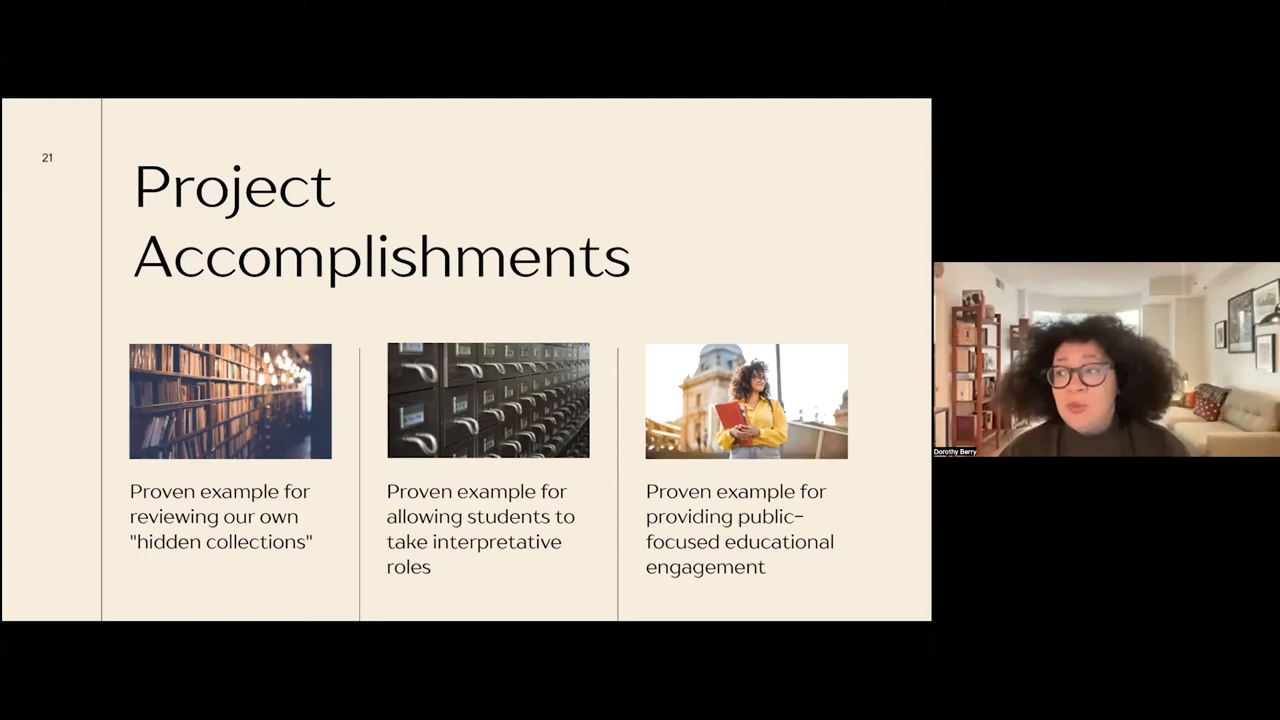 21
Project
Accomplishments
Proven example for
reviewing our own
"hidden collections"
Proven example for
allowing students to
take interpretative
roles
Proven example for
providing public-
focused educational
engagement
Dorothy Berry